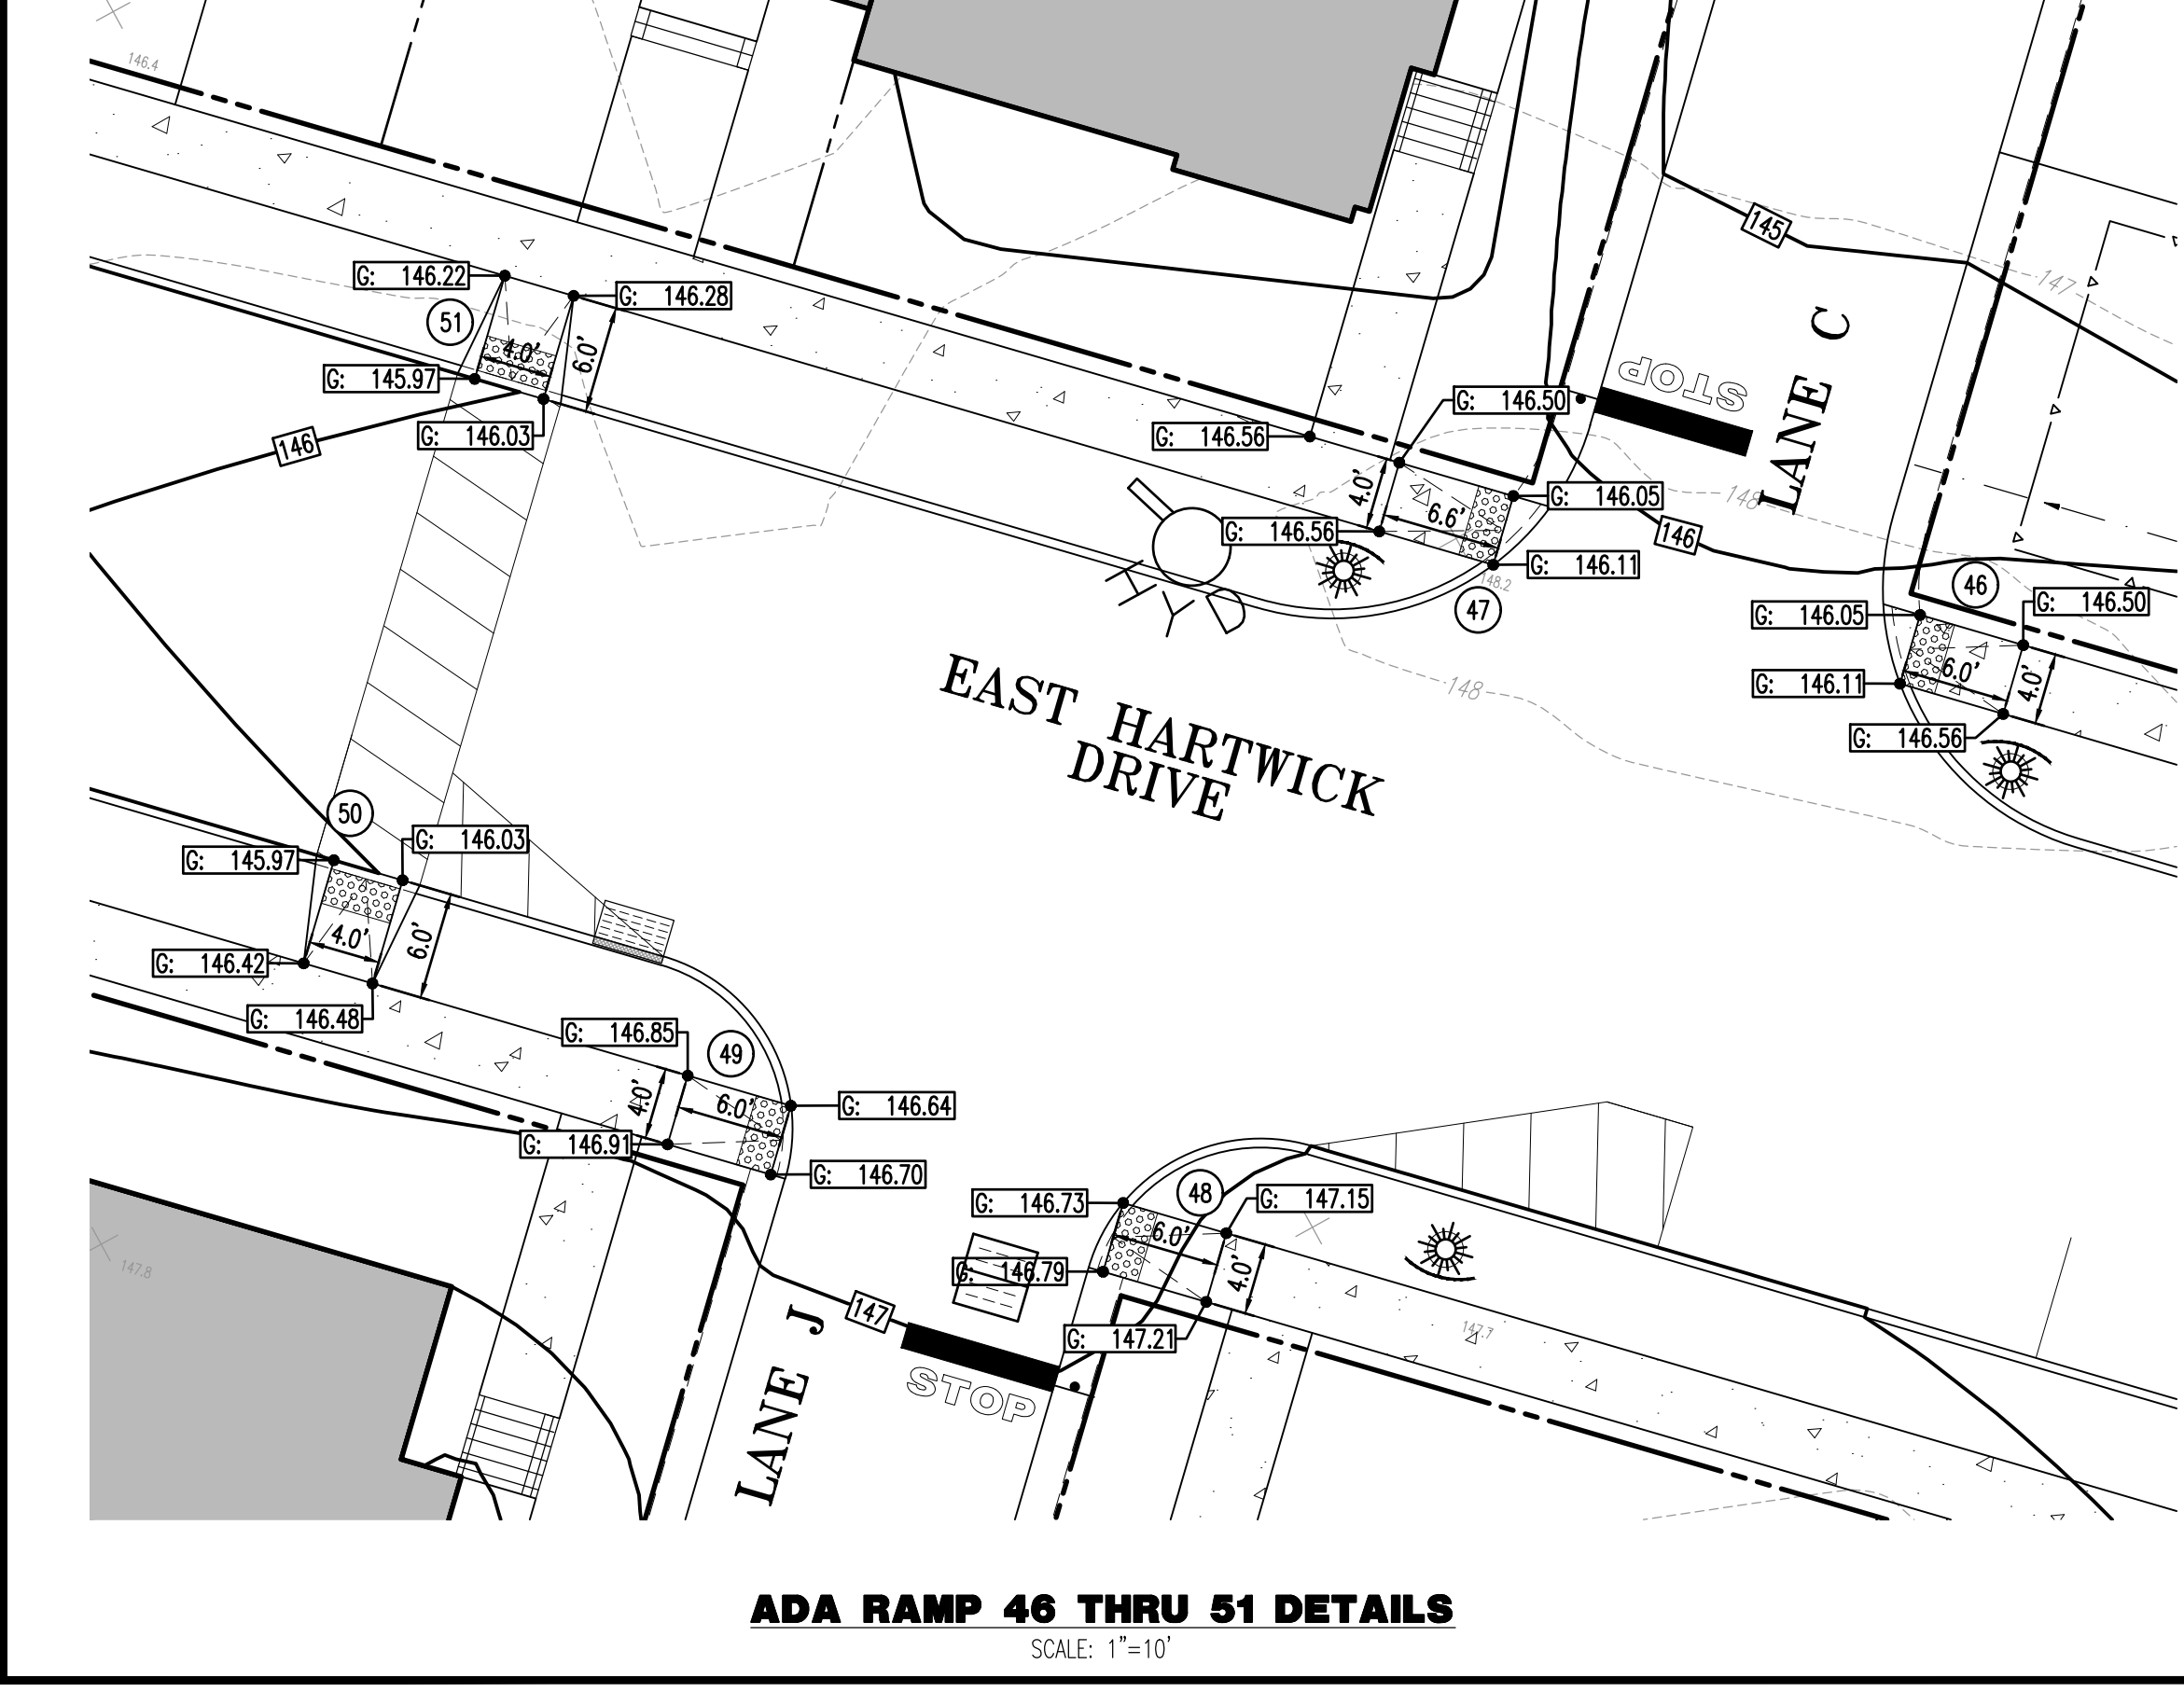 146.4
145
147
G: 146.22
G: 146.28
51
4.0'
6.0'
LANE C
STOP
G: 145.97
G: 146.03
146
G: 146.50
G: 146.56
4.0'
6.6'
G: 146.05
148
G: 146.56
146
G: 146.11
148.2
47
HYD
46
G: 146.05
G: 146.50
6.0'
4.0'
G: 146.11
G: 146.56
148
EAST HARTWICK
DRIVE
50
G: 146.03
G: 145.97
4.0'
6.0'
G: 146.42
G: 146.48
G: 146.85
49
4.0'
6.0'
G: 146.64
G: 146.91
G: 146.70
48
G: 146.73
G: 147.15
6.0'
4.0'
G: 146.79
147.8
147
G: 147.21
147.7
LANE J
STOP
ADA RAMP 46 THRU 51 DETAILS
SCALE: 1"=10'